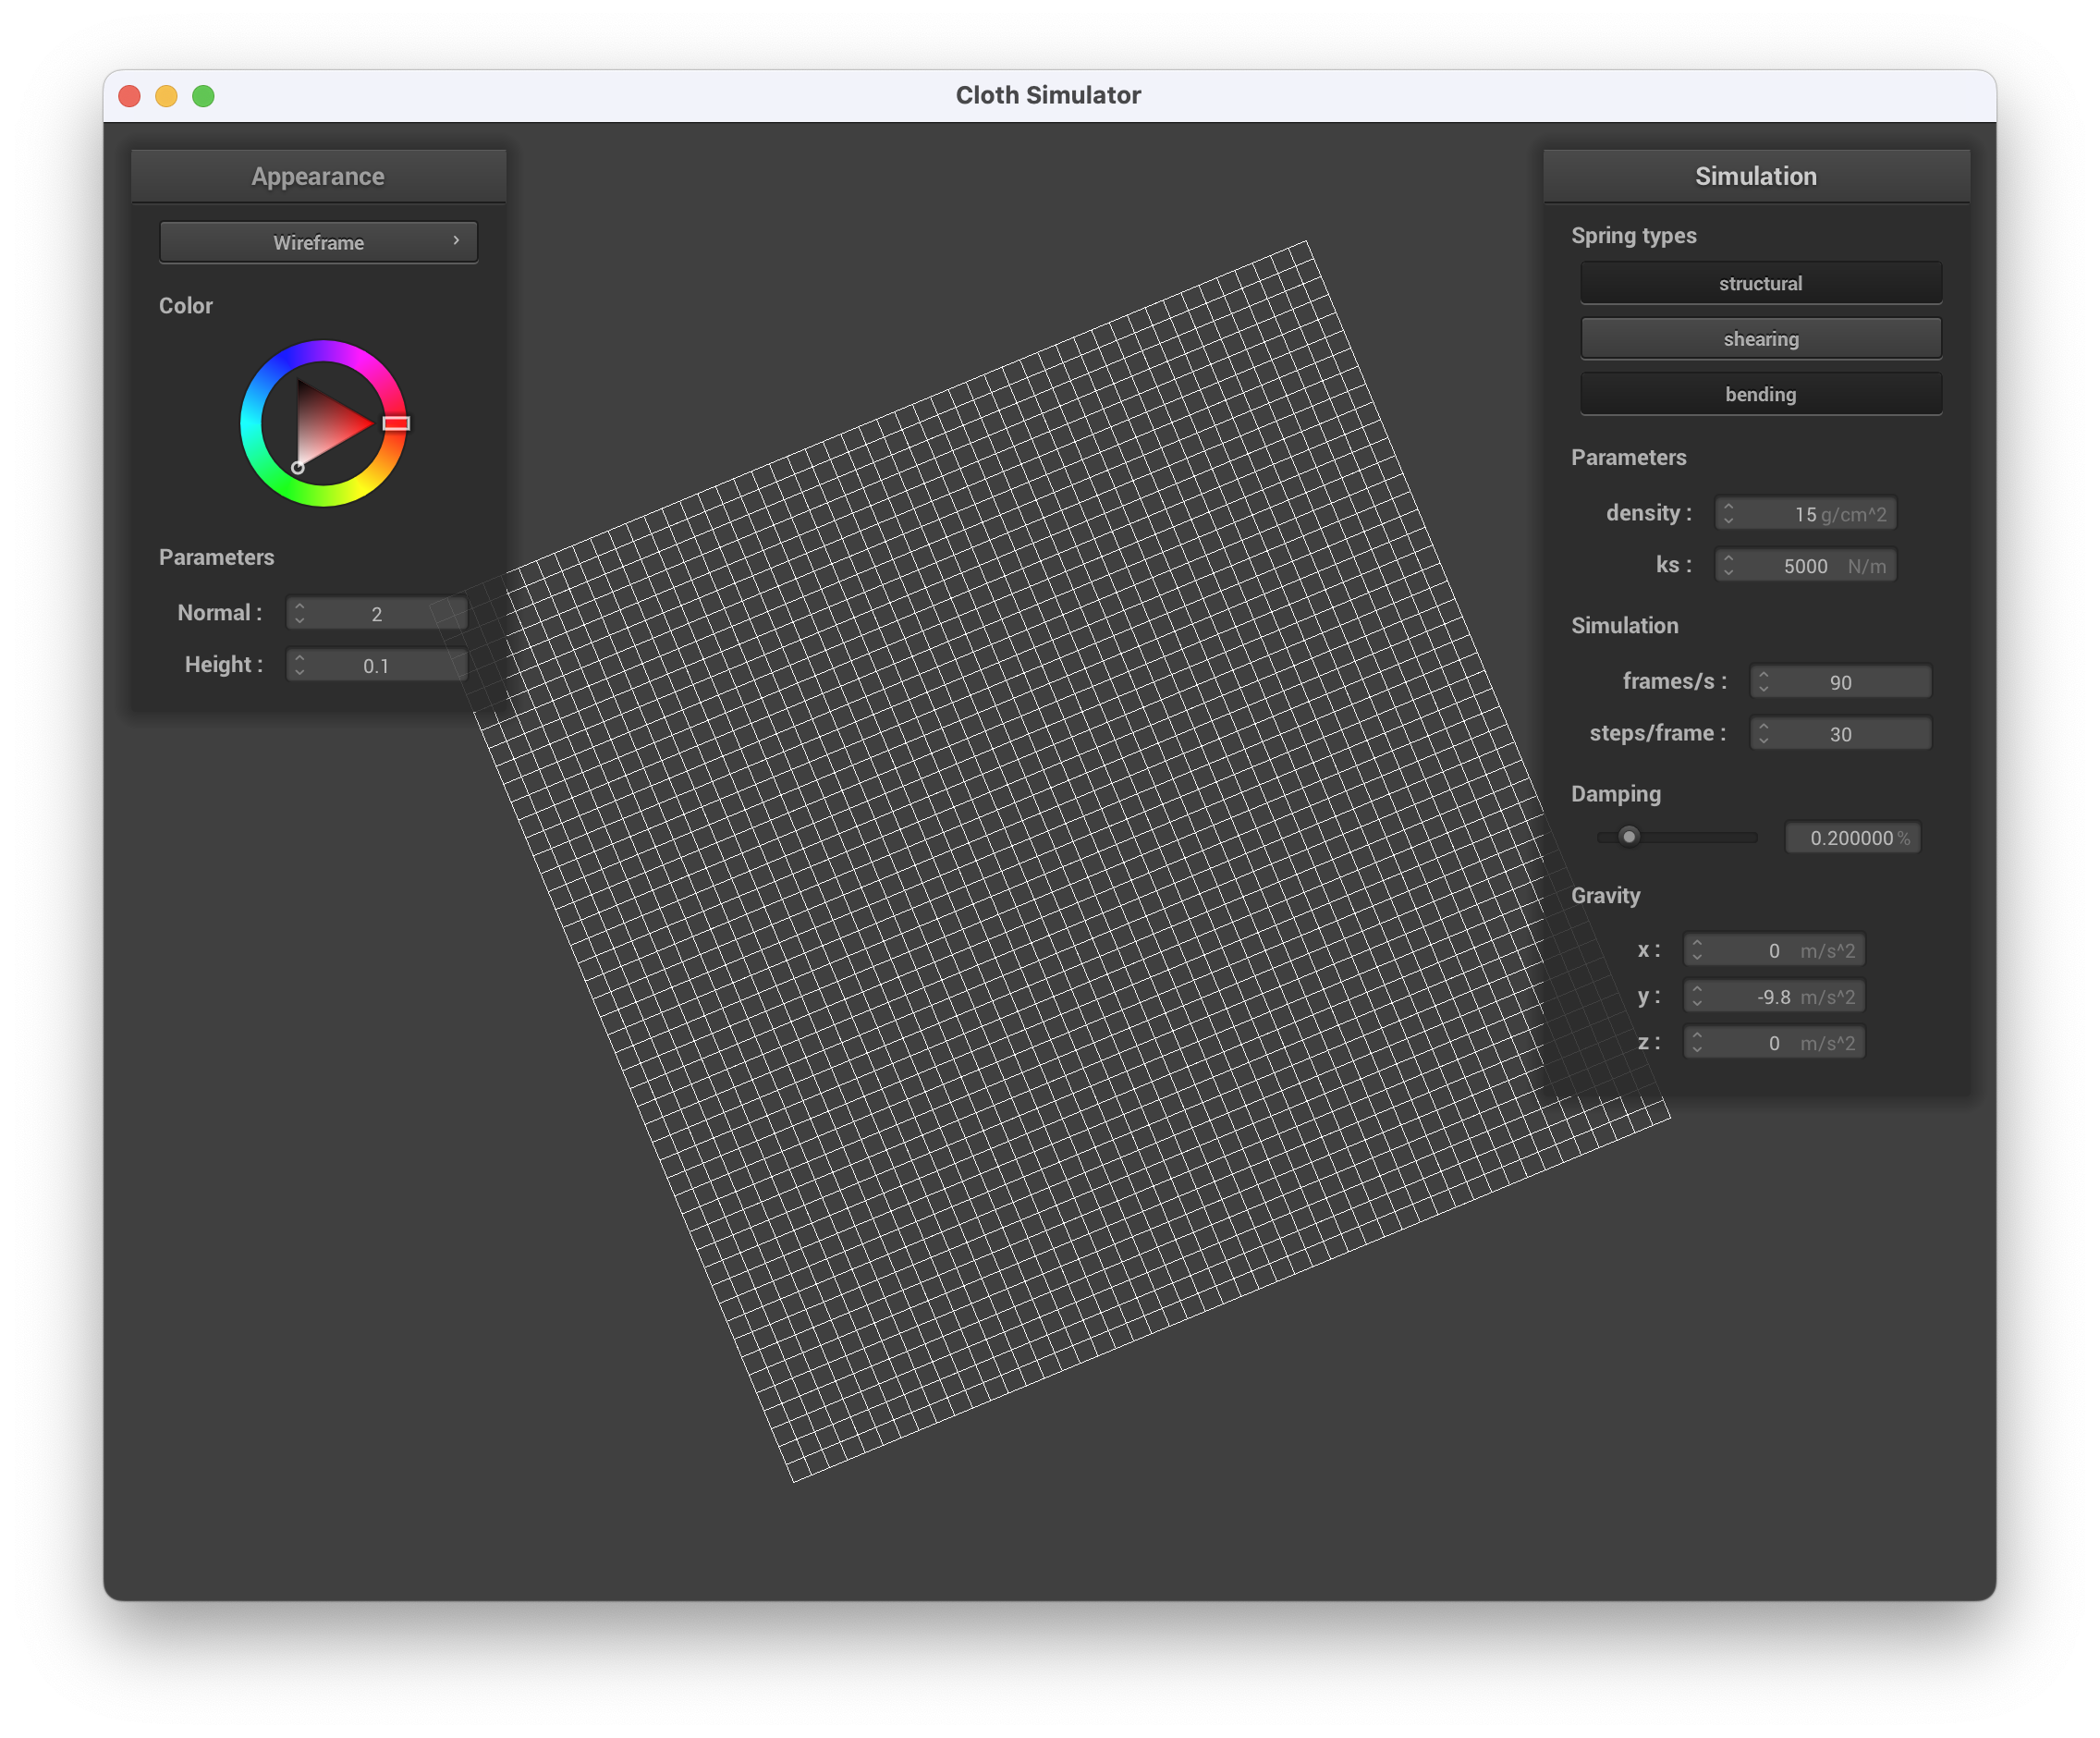 Cloth Simulator
Appearance
Wireframe
Color
Parameters
Normal : 2
Height : 0.1
Simulation
Spring types
structural
shearing
bending
Parameters
density : 15 g/cm^2
ks : 5000 N/m
Simulation
frames/s : 90
steps/frame : 30
Damping
0.200000 %
Gravity
x : 0 m/s^2
y : -9.8 m/s^2
z : 0 m/s^2